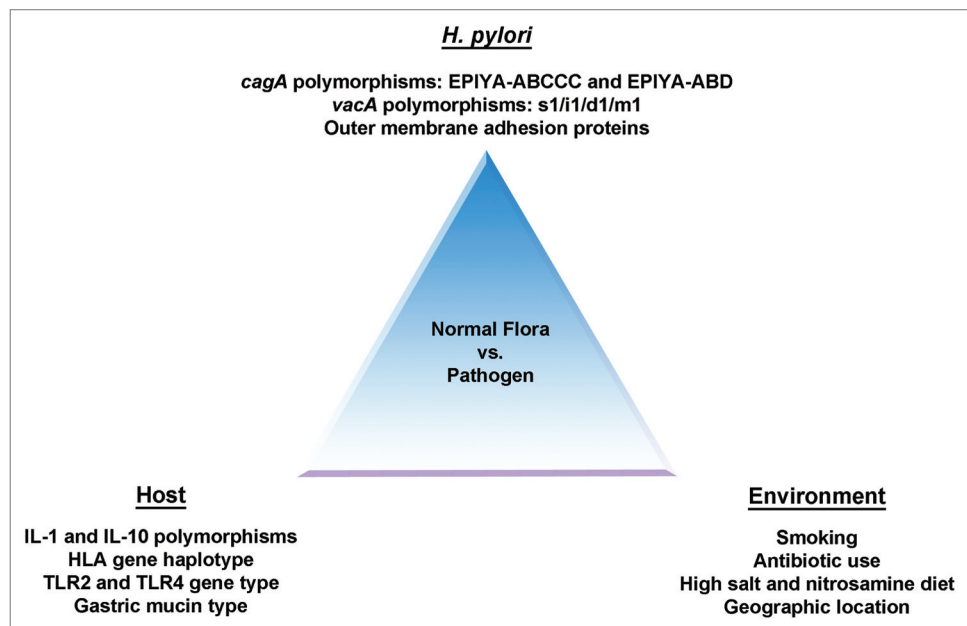 H. pylori
cagA polymorphisms: EPIYA-ABCCC and EPIYA-ABD
vacA polymorphisms: s1/i1/d1/m1
Outer membrane adhesion proteins
Normal Flora
vs.
Pathogen
Host
IL-1 and IL-10 polymorphisms
HLA gene haplotype
TLR2 and TLR4 gene type
Gastric mucin type
Environment
Smoking
Antibiotic use
High salt and nitrosamine diet
Geographic location